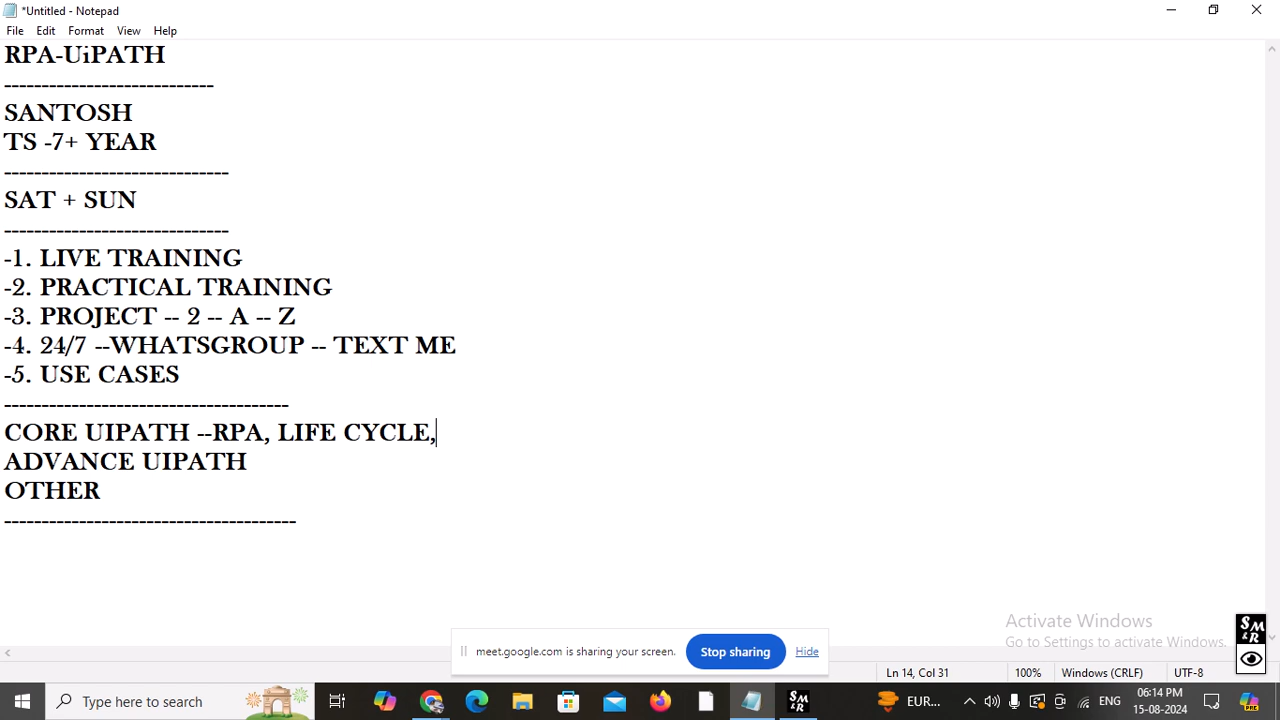 *Untitled - Notepad
File Edit Format View Help
RPA-UiPATH
----------------------------
SANTOSH
TS -7+ YEAR
------------------------------
SAT + SUN
------------------------------
-1. LIVE TRAINING
-2. PRACTICAL TRAINING
-3. PROJECT -- 2 -- A -- Z
-4. 24/7 --WHATSGROUP -- TEXT ME
-5. USE CASES
--------------------------------------
CORE UIPATH --RPA, LIFE CYCLE,
ADVANCE UIPATH
OTHER
---------------------------------------
Activate Windows
Go to Settings to activate Windows.
SM
&R
meet.google.com is sharing your screen. Stop sharing Hide
Ln 14, Col 31 100% Windows (CRLF) UTF-8
Type here to search
SM
&R
EUR...
ENG
06:14 PM
15-08-2024
PRE